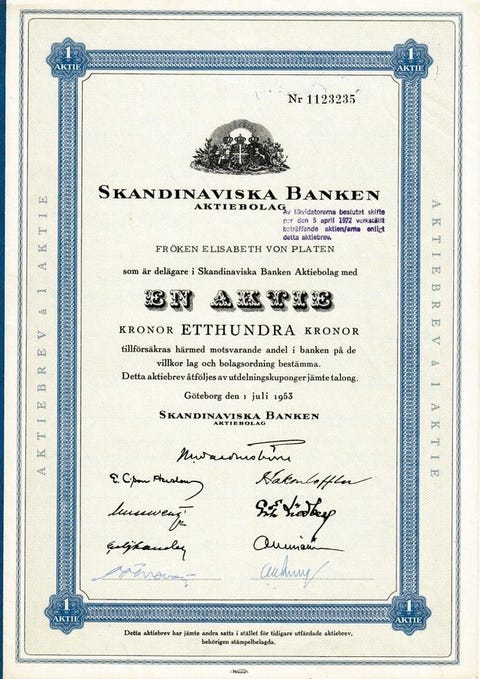 1
AKTIE
1
AKTIE
Nr 1123235
SKANDINAVISKA BANKEN
AKTIEBOLAG
Av likvidatorerna beslutat skifte
per den 5 april 1972 verkställt
beträffande aktien/erna enligt
detta aktiebrev.
FRÖKEN ELISABETH VON PLATEN
som är delägare i Skandinaviska Banken Aktiebolag med
EN AKTIE
KRONOR ETTHUNDRA KRONOR
tillförsäkras härmed motsvarande andel i banken på de
villkor lag och bolagsordning bestämma.
Detta aktiebrev åtföljes av utdelningskuponger jämte talong.
Göteborg den 1 juli 1953
SKANDINAVISKA BANKEN
AKTIEBOLAG
AKTIEBREV à 1 AKTIE
AKTIEBREV à 1 AKTIE
1
AKTIE
1
AKTIE
Detta aktiebrev har jämte andra satts i stället för tidigare utfärdade aktiebrev,
behörigen stämpelbelagda.